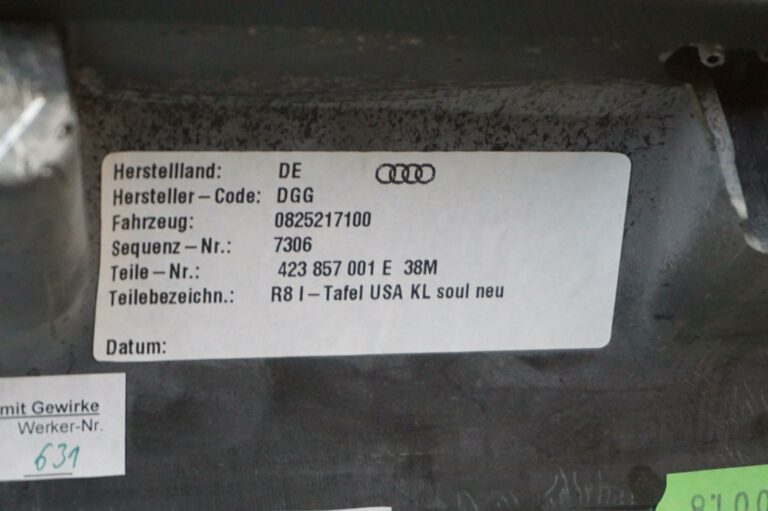 Herstellland: DE
Hersteller-Code: DGG
Fahrzeug: 0825217100
Sequenz-Nr.: 7306
Teile-Nr.: 423 857 001 E 38M
Teilebezeichn.: R8 I-Tafel USA KL soul neu
Datum:
mit Gewirke
Werker-Nr.
631